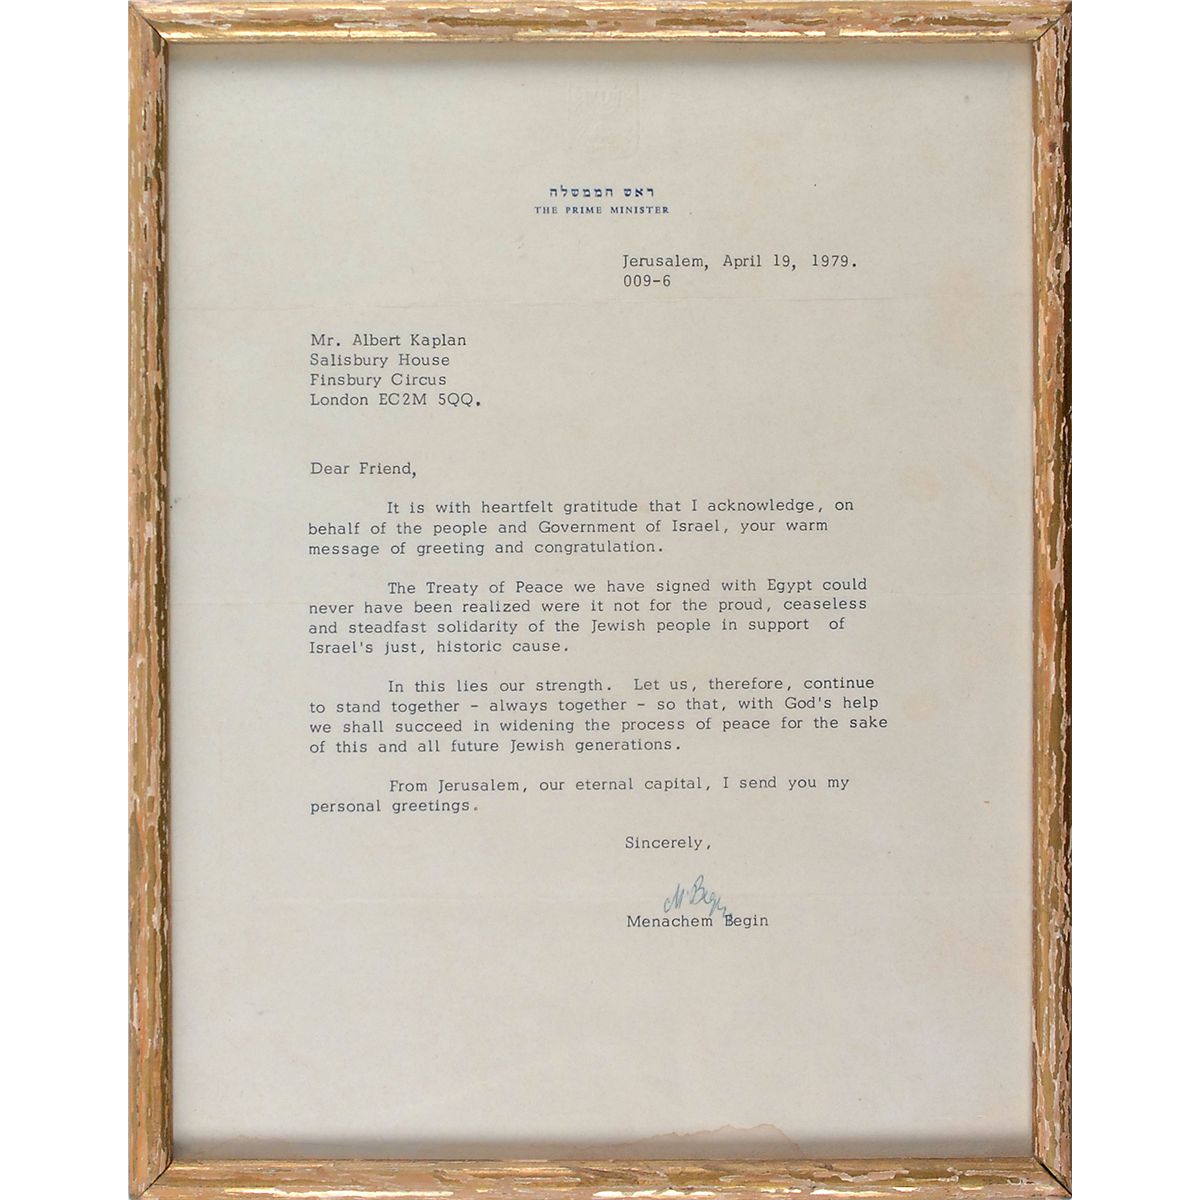 ראש הממשלה
THE PRIME MINISTER
Jerusalem, April 19, 1979.
009-6
Mr. Albert Kaplan
Salisbury House
Finsbury Circus
London EC2M 5QQ.
Dear Friend,
It is with heartfelt gratitude that I acknowledge, on
behalf of the people and Government of Israel, your warm
message of greeting and congratulation.
The Treaty of Peace we have signed with Egypt could
never have been realized were it not for the proud, ceaseless
and steadfast solidarity of the Jewish people in support of
Israel's just, historic cause.
In this lies our strength. Let us, therefore, continue
to stand together - always together - so that, with God's help
we shall succeed in widening the process of peace for the sake
of this and all future Jewish generations.
From Jerusalem, our eternal capital, I send you my
personal greetings.
Sincerely,
M. Begin
Menachem Begin